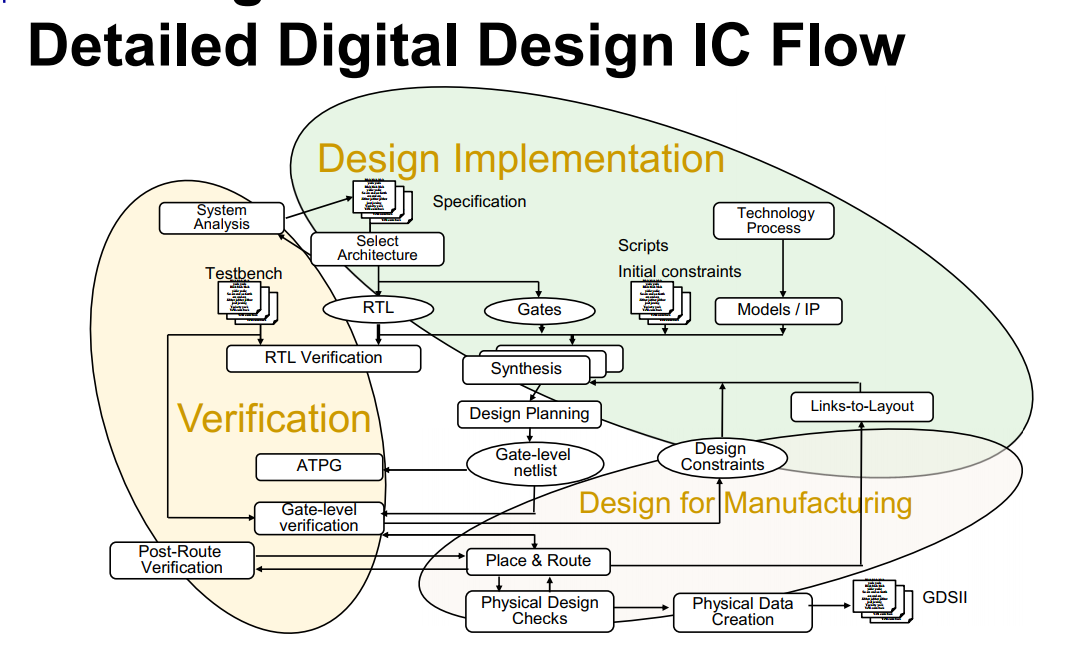 Detailed Digital Design IC Flow
Design Implementation
System
Analysis
Specification
Technology
Process
Select
Architecture
Scripts
Testbench
Initial constraints
RTL
Gates
Models / IP
RTL Verification
Synthesis
Verification
Design Planning
Links-to-Layout
ATPG
Gate-level
netlist
Design
Constraints
Design for Manufacturing
Gate-level
verification
Post-Route
Verification
Place & Route
Physical Design
Checks
Physical Data
Creation
GDSII